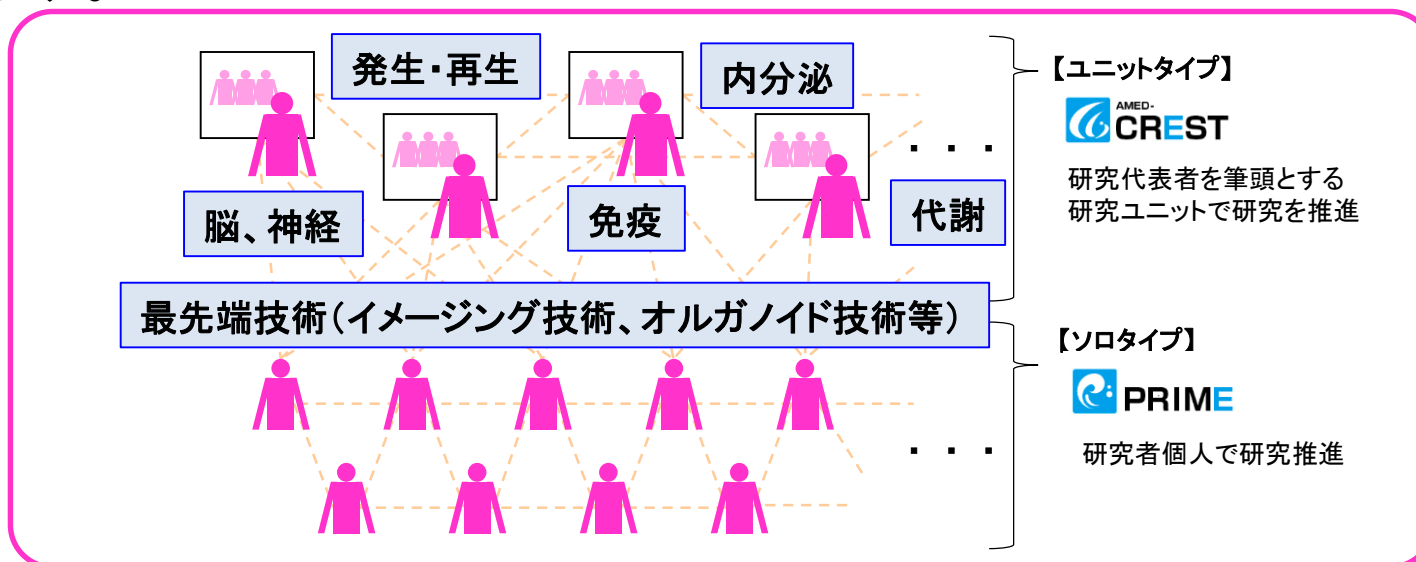 発生・再生
内分泌
脳、神経
免疫
代謝
・・・
最先端技術(イメージング技術、オルガノイド技術等)
・・・
【ユニットタイプ】
AMED-
CREST
研究代表者を筆頭とする
研究ユニットで研究を推進
【ソロタイプ】
PRIME
研究者個人で研究推進